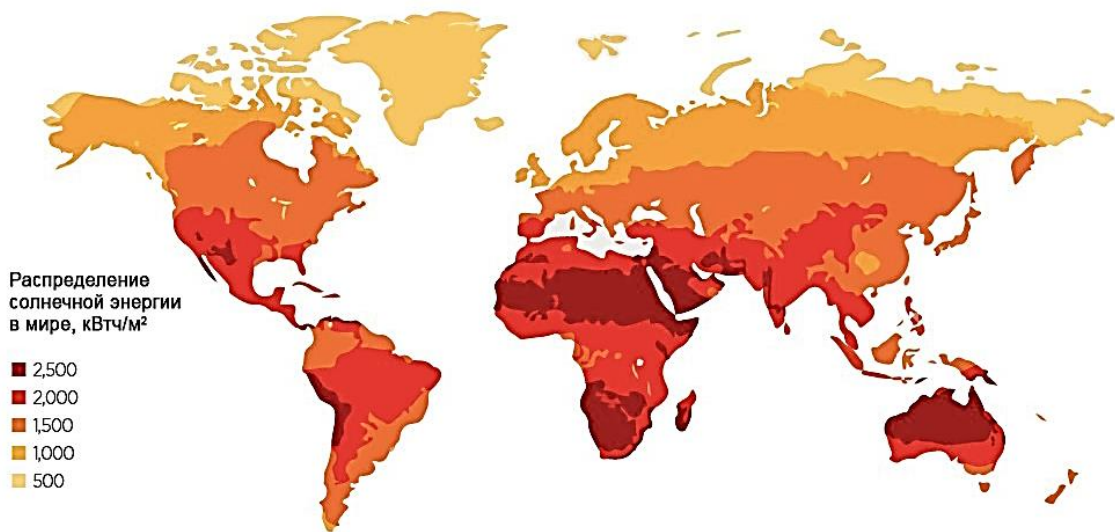 Распределение
солнечной энергии
в мире, кВтч/м²
2,500
2,000
1,500
1,000
500